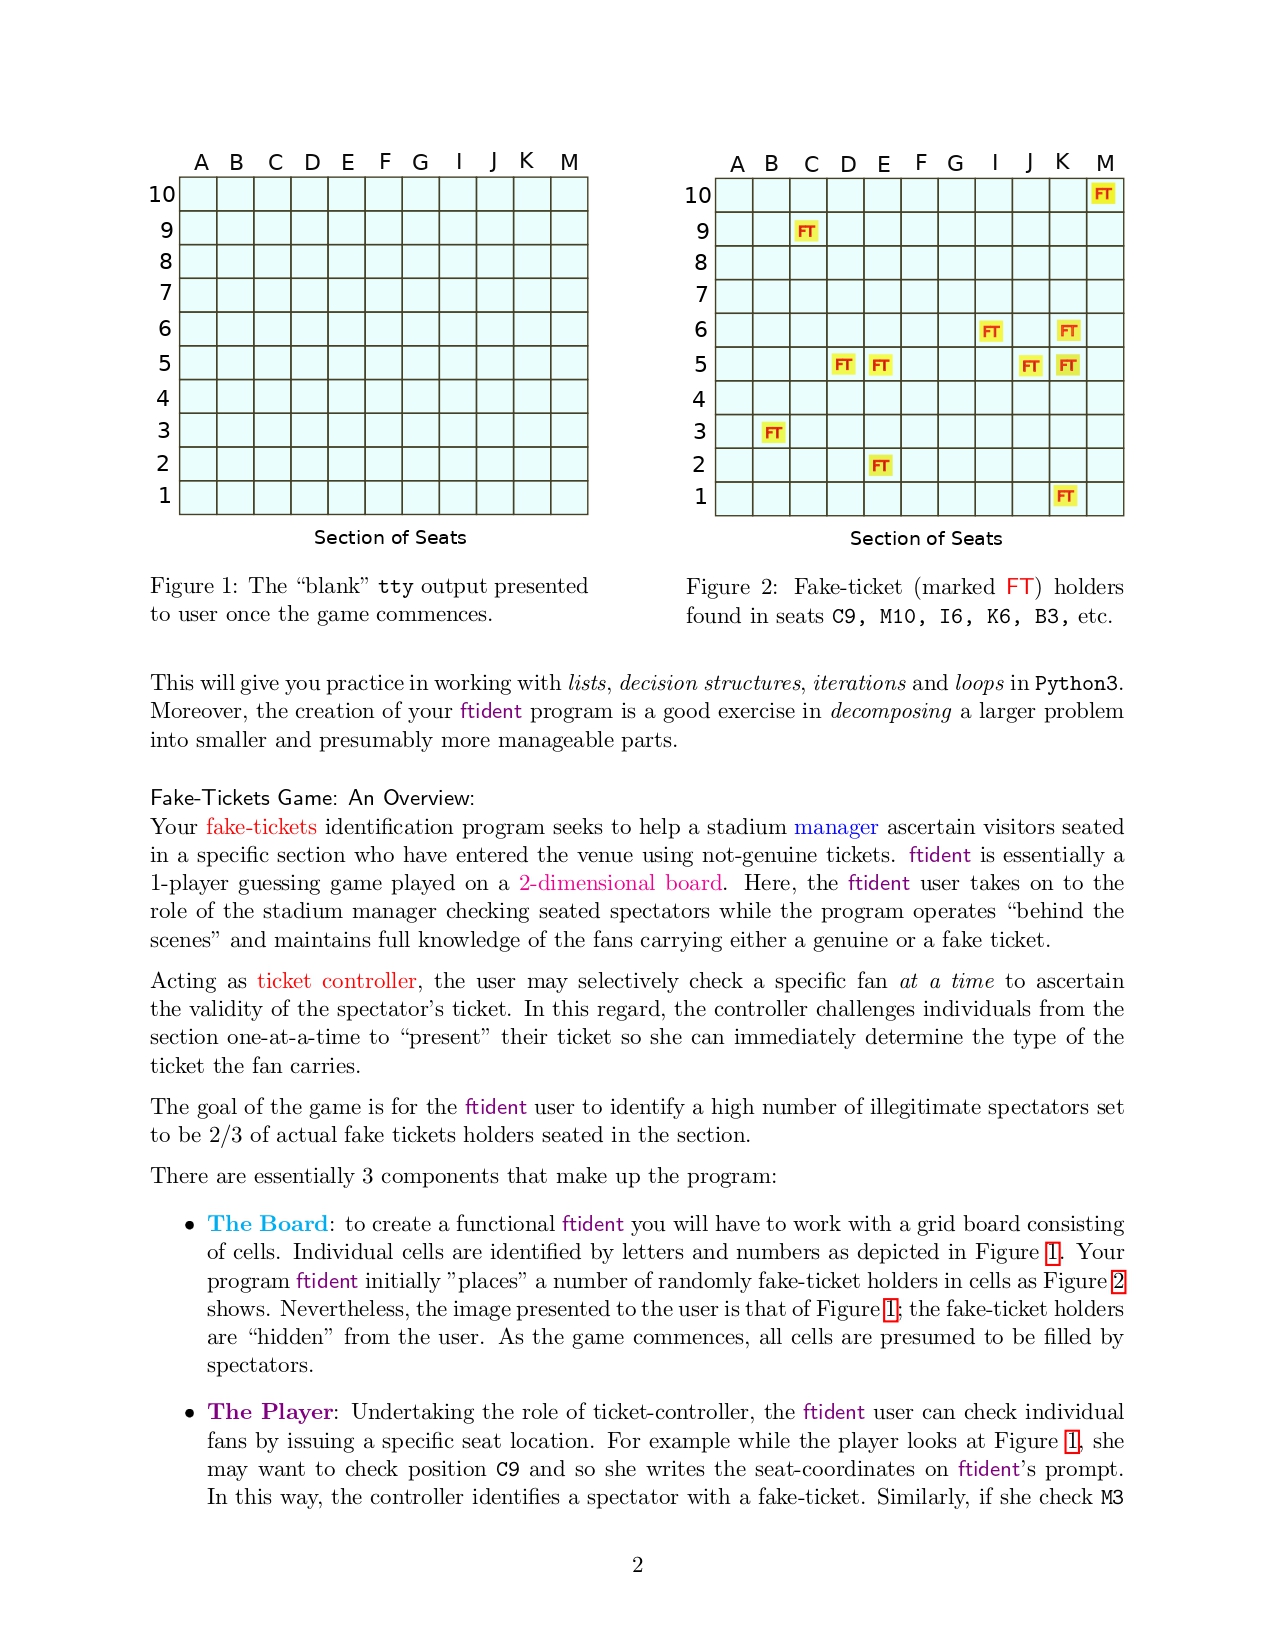 A B C D E F G I J K M
10
9
8
7
6
5
4
3
2
1
Section of Seats
Figure 1: The “blank” tty output presented
to user once the game commences.
A B C D E F G I J K M
10 FT
9 FT
8
7
6 FT FT
5 FT FT FT FT
4
3 FT
2 FT
1 FT
Section of Seats
Figure 2: Fake-ticket (marked FT) holders
found in seats C9, M10, I6, K6, B3, etc.
This will give you practice in working with lists, decision structures, iterations and loops in Python3.
Moreover, the creation of your ftident program is a good exercise in decomposing a larger problem
into smaller and presumably more manageable parts.
Fake-Tickets Game: An Overview:
Your fake-tickets identification program seeks to help a stadium manager ascertain visitors seated
in a specific section who have entered the venue using not-genuine tickets. ftident is essentially a
1-player guessing game played on a 2-dimensional board. Here, the ftident user takes on to the
role of the stadium manager checking seated spectators while the program operates “behind the
scenes” and maintains full knowledge of the fans carrying either a genuine or a fake ticket.
Acting as ticket controller, the user may selectively check a specific fan at a time to ascertain
the validity of the spectator’s ticket. In this regard, the controller challenges individuals from the
section one-at-a-time to “present” their ticket so she can immediately determine the type of the
ticket the fan carries.
The goal of the game is for the ftident user to identify a high number of illegitimate spectators set
to be 2/3 of actual fake tickets holders seated in the section.
There are essentially 3 components that make up the program:
• The Board: to create a functional ftident you will have to work with a grid board consisting
of cells. Individual cells are identified by letters and numbers as depicted in Figure 1. Your
program ftident initially ”places” a number of randomly fake-ticket holders in cells as Figure 2
shows. Nevertheless, the image presented to the user is that of Figure 1; the fake-ticket holders
are “hidden” from the user. As the game commences, all cells are presumed to be filled by
spectators.
• The Player: Undertaking the role of ticket-controller, the ftident user can check individual
fans by issuing a specific seat location. For example while the player looks at Figure 1, she
may want to check position C9 and so she writes the seat-coordinates on ftident’s prompt.
In this way, the controller identifies a spectator with a fake-ticket. Similarly, if she check M3
2